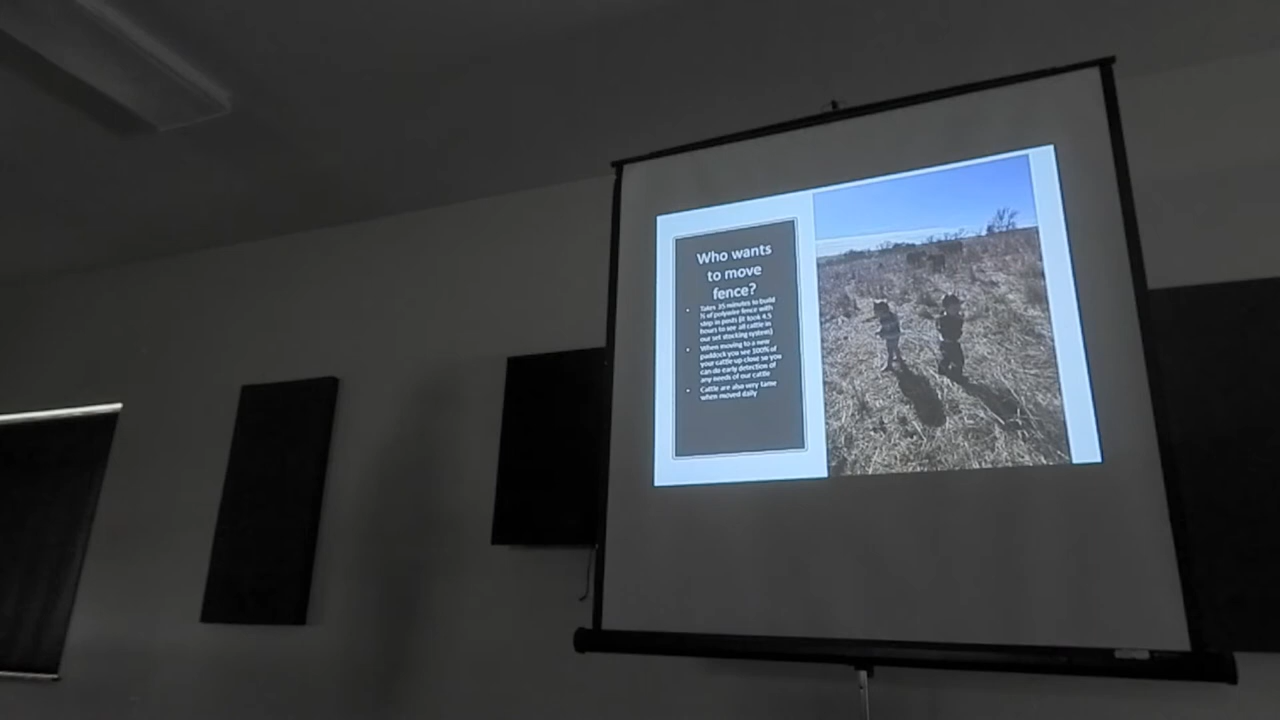 Who wants
to move
fence?
• Takes 35 minutes to build
½ of polywire fence with
step in posts (it took 4.5
hours to see all cattle in
our set stocking system)
• When moving to a new
paddock you see 100% of
your cattle up close so you
can do early detection of
any needs of our cattle
• Cattle are also very tame
when moved daily